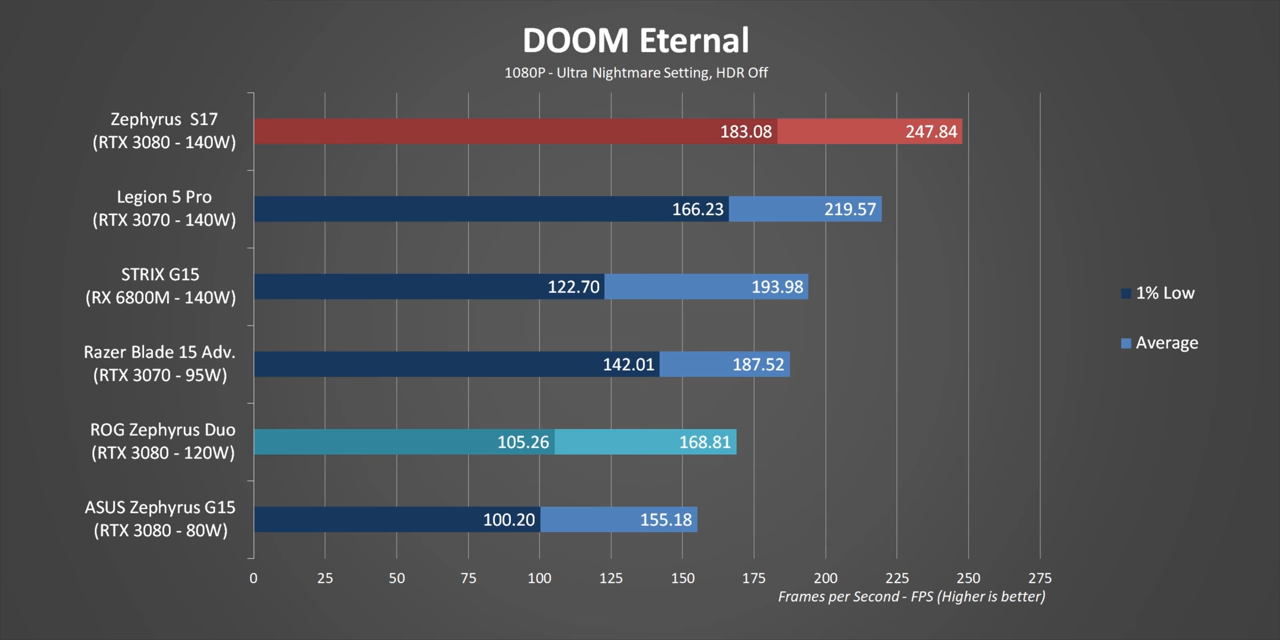 DOOM Eternal
1080P - Ultra Nightmare Setting, HDR Off
Zephyrus S17
(RTX 3080 - 140W)
183.08
247.84
Legion 5 Pro
(RTX 3070 - 140W)
166.23
219.57
STRIX G15
(RX 6800M - 140W)
122.70
193.98
Razer Blade 15 Adv.
(RTX 3070 - 95W)
142.01
187.52
ROG Zephyrus Duo
(RTX 3080 - 120W)
105.26
168.81
ASUS Zephyrus G15
(RTX 3080 - 80W)
100.20
155.18
1% Low
Average
0 25 50 75 100 125 150 175 200 225 250 275
Frames per Second - FPS (Higher is better)